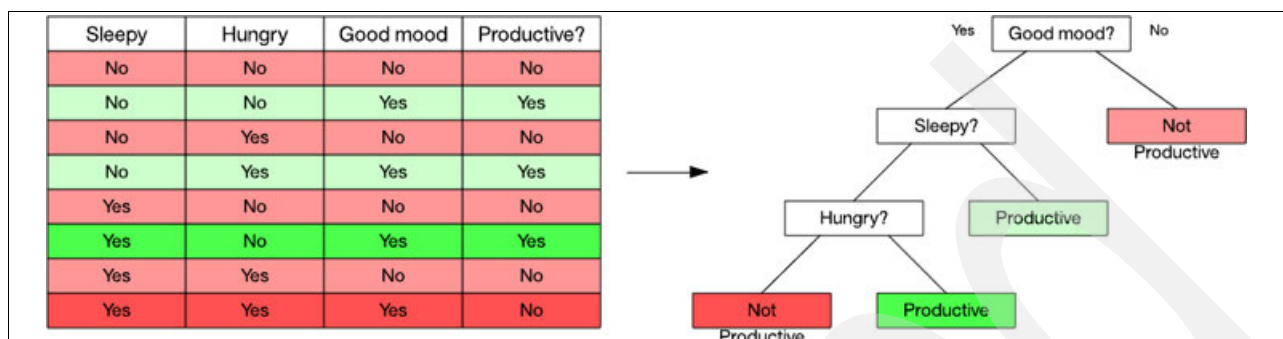 Sleepy Hungry Good mood Productive?
No No No No
No No Yes Yes
No Yes No No
No Yes Yes Yes
Yes No No No
Yes No Yes Yes
Yes Yes No No
Yes Yes Yes No
Yes Good mood? No
Sleepy? Not
Productive
Hungry? Productive
Not Productive
Productive